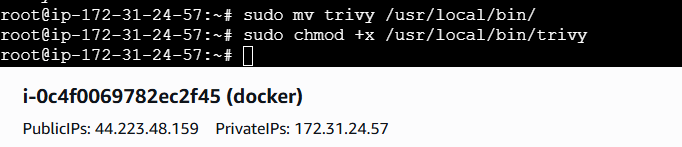 root@ip-172-31-24-57:~# sudo mv trivy /usr/local/bin/
root@ip-172-31-24-57:~# sudo chmod +x /usr/local/bin/trivy
root@ip-172-31-24-57:~#
i-0c4f0069782ec2f45 (docker)
PublicIPs: 44.223.48.159 PrivateIPs: 172.31.24.57